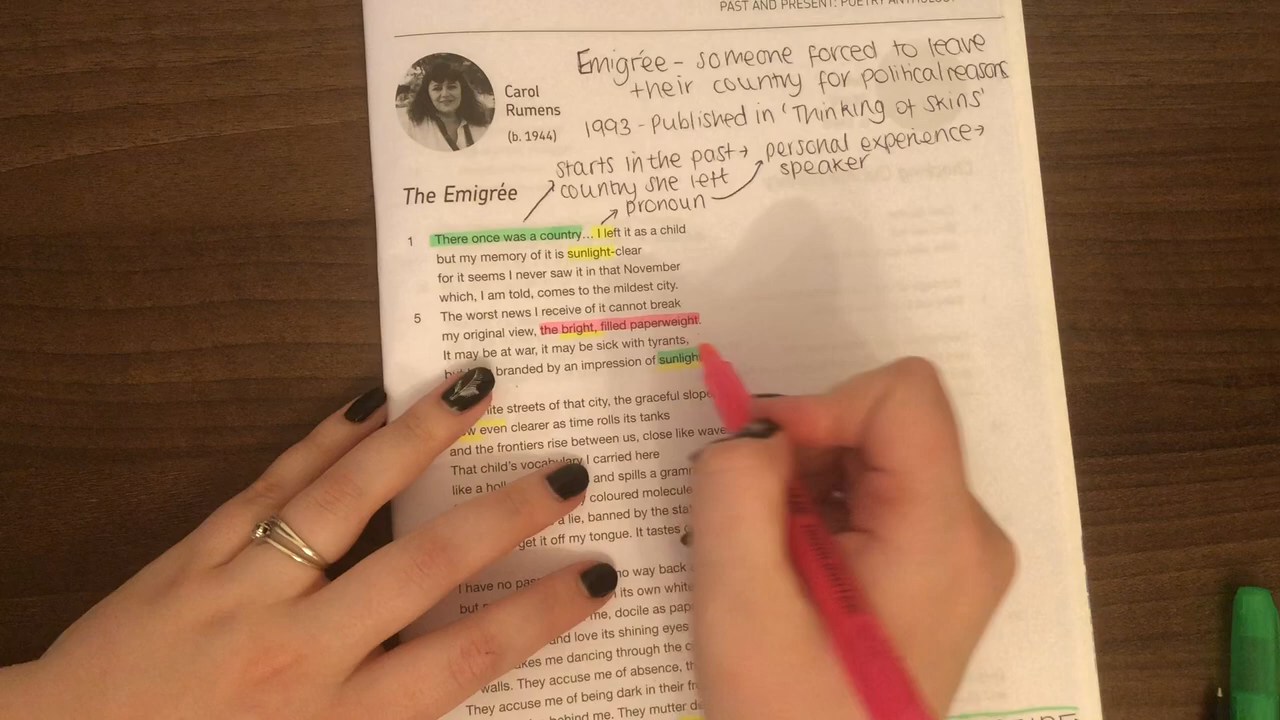 PAST AND PRESENT: POETRY ANTHOLOGY
Carol
Rumens
(b. 1944)
Emigrée - someone forced to leave
their country for political reasons
1993 - Published in 'Thinking of Skins'
starts in the past → personal experience →
country she left speaker
pronoun
The Emigrée
1 There once was a country... I left it as a child
but my memory of it is sunlight-clear
for it seems I never saw it in that November
which, I am told, comes to the mildest city.
5 The worst news I receive of it cannot break
my original view, the bright, filled paperweight.
It may be at war, it may be sick with tyrants,
branded by an impression of sunligh
streets of that city, the graceful slope
even clearer as time rolls its tanks
and the frontiers rise between us, close like wave
That child's vocabulary I carried here
like a and spills a gram
coloured molecule
a lie, banned by the sta
get it off my tongue. It tastes
I have no way back
but its own white
me, docile as pap
and love its shining eyes
me dancing through the c
walls. They accuse me of absence, th
They accuse me of being dark in their fr
behind me. They mutter d